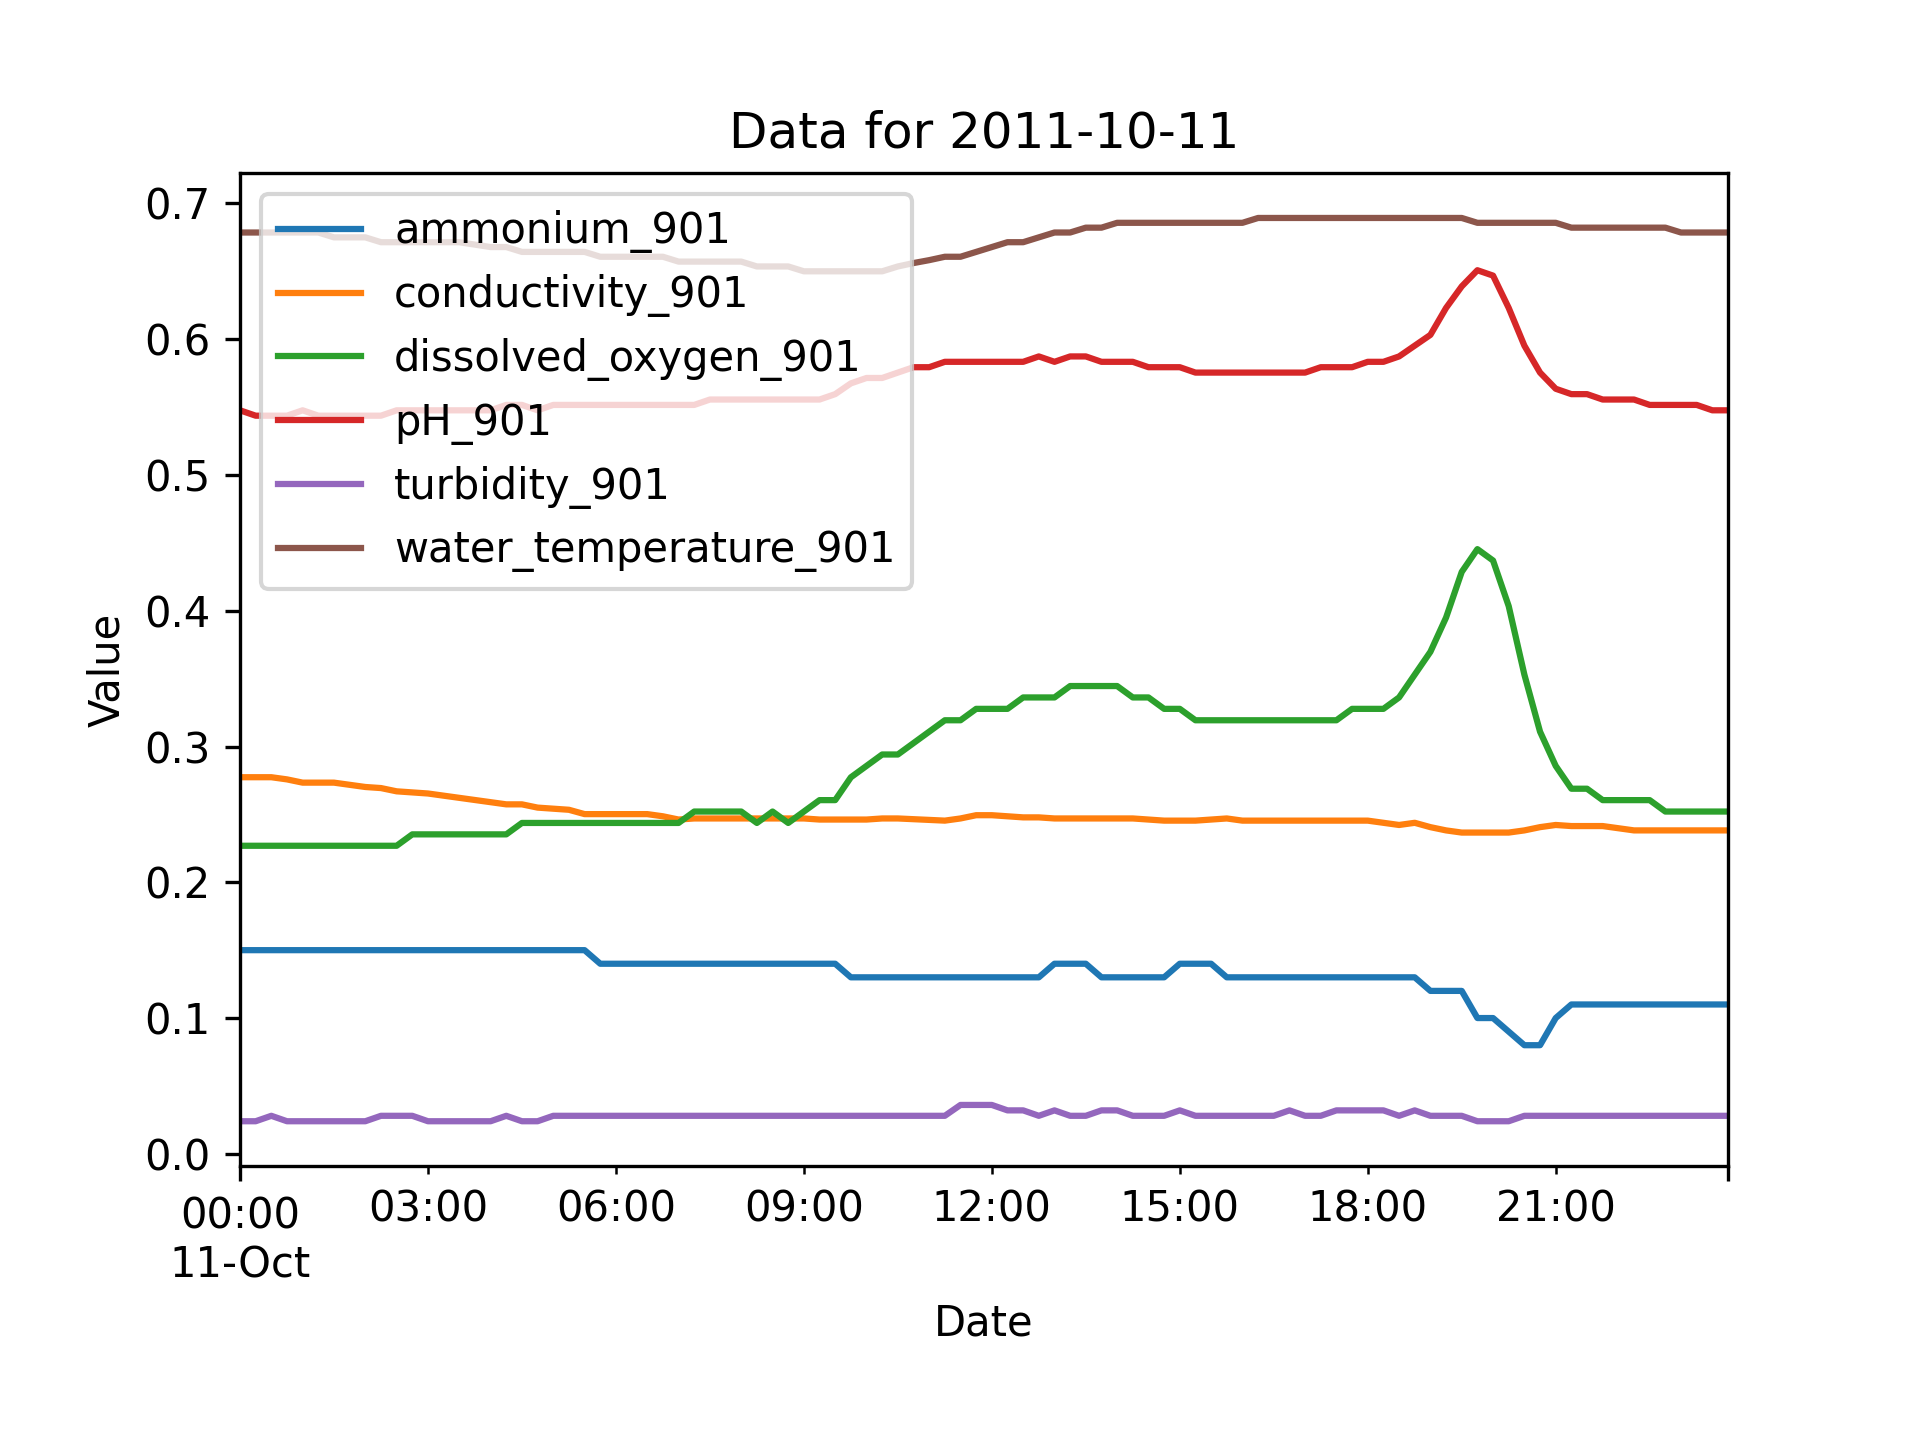 Data for 2011-10-11
0.7
0.6
0.5
0.4
0.3
0.2
0.1
0.0
Value
ammonium_901
conductivity_901
dissolved_oxygen_901
pH_901
turbidity_901
water_temperature_901
00:00 03:00 06:00 09:00 12:00 15:00 18:00 21:00
11-Oct
Date